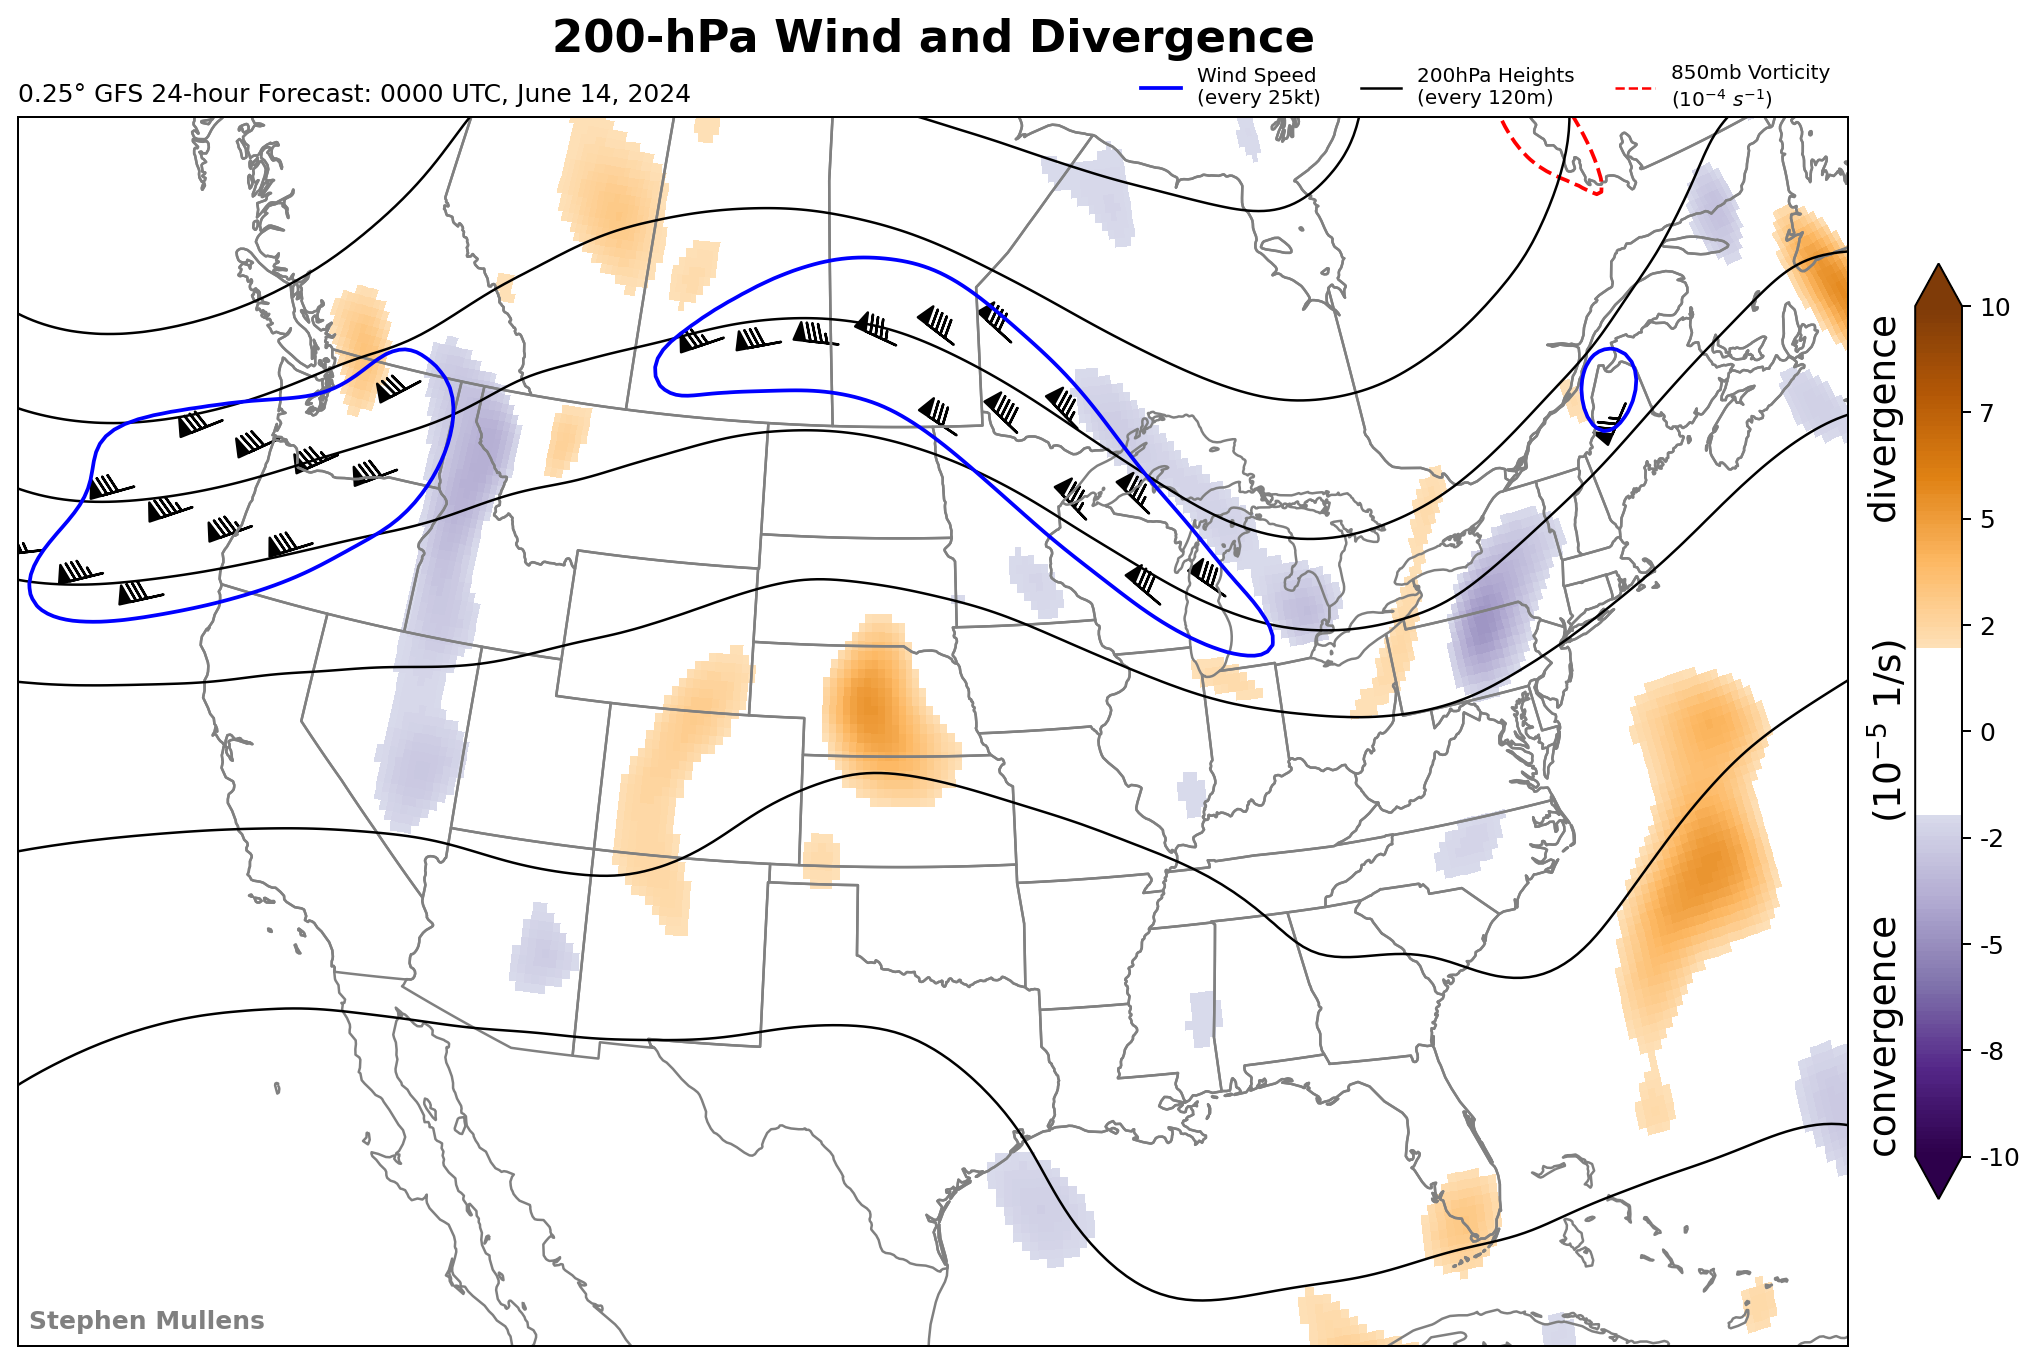 200-hPa Wind and Divergence
0.25° GFS 24-hour Forecast: 0000 UTC, June 14, 2024
Wind Speed
(every 25kt)
200hPa Heights
(every 120m)
850mb Vorticity
(10⁻⁴ s⁻¹)
10
7
5
2
0
-2
-5
-8
-10
convergence (10⁻⁵ 1/s) divergence
Stephen Mullens